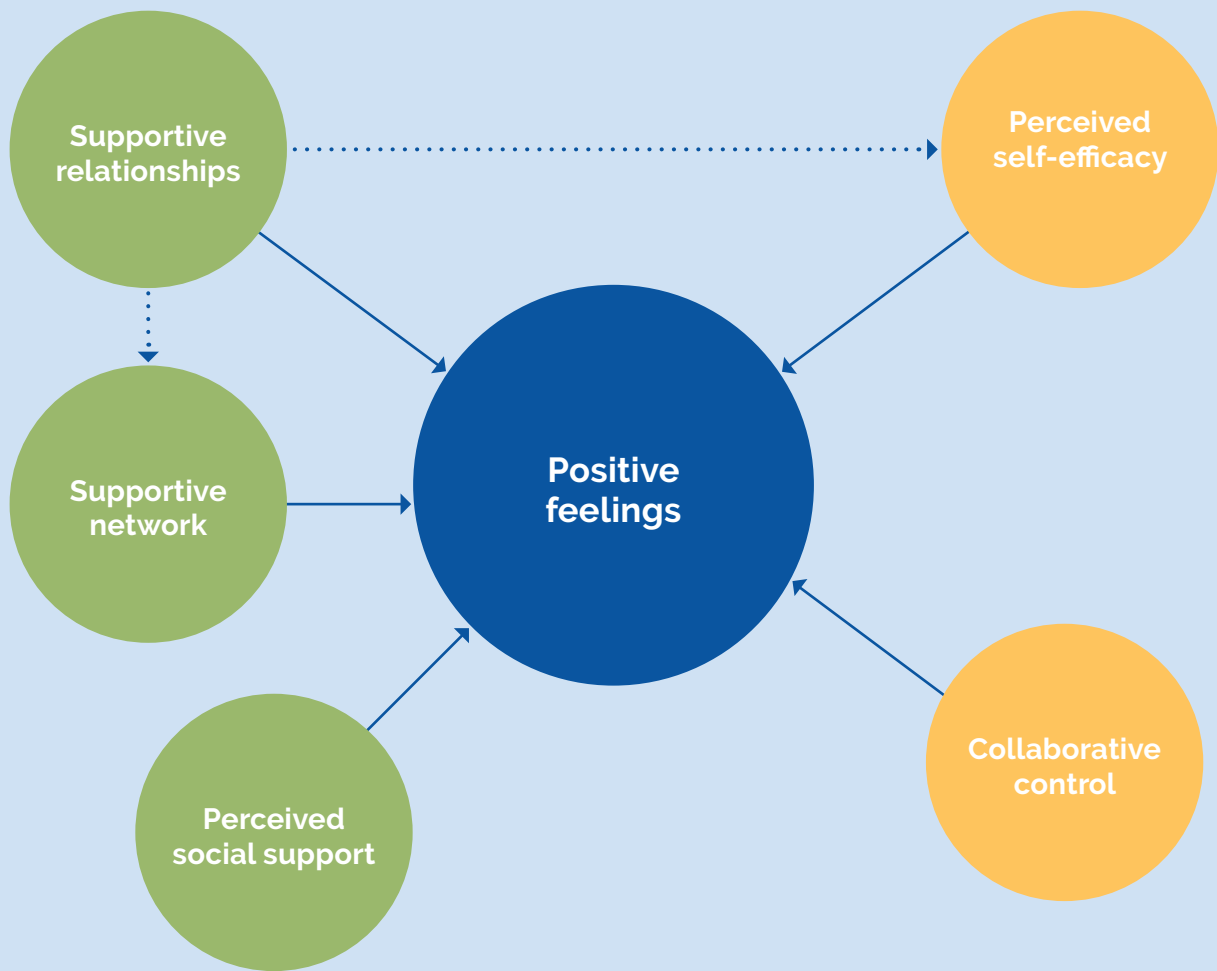 Supportive
relationships
Perceived
self-efficacy
Positive
feelings
Supportive
network
Collaborative
control
Perceived
social support